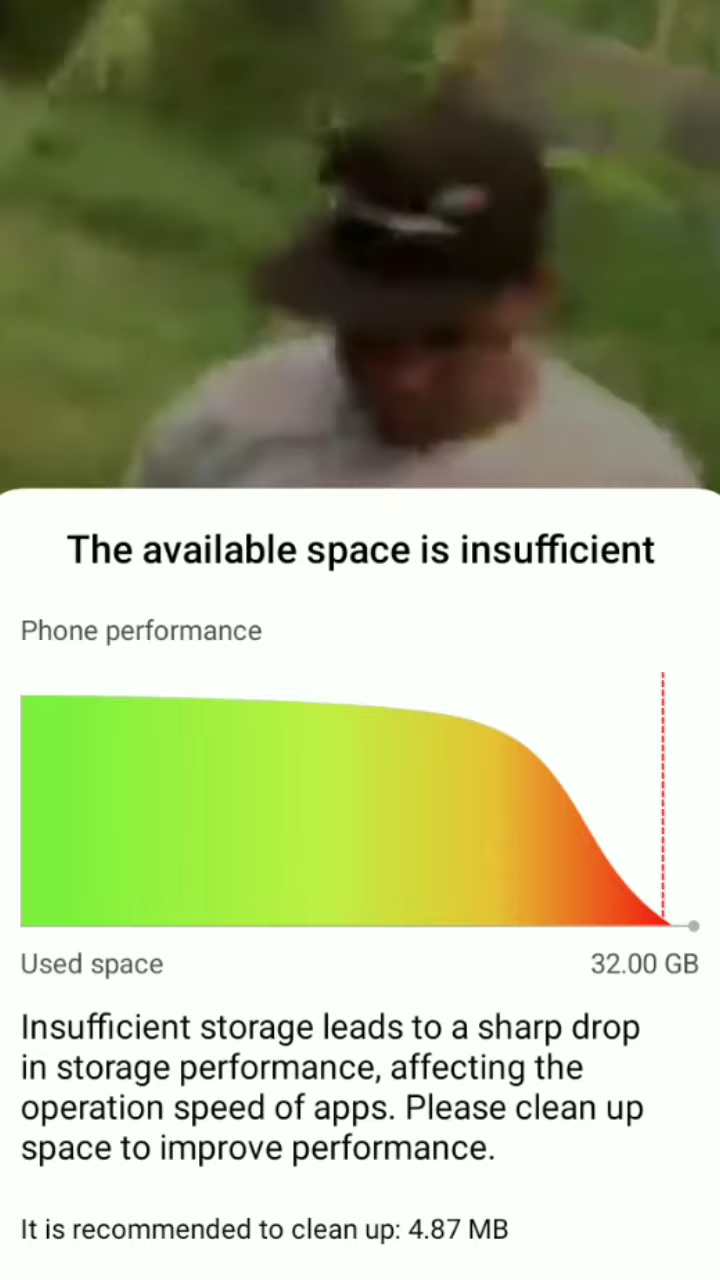 The available space is insufficient
Phone performance
Used space
32.00 GB
Insufficient storage leads to a sharp drop
in storage performance, affecting the
operation speed of apps. Please clean up
space to improve performance.
It is recommended to clean up: 4.87 MB